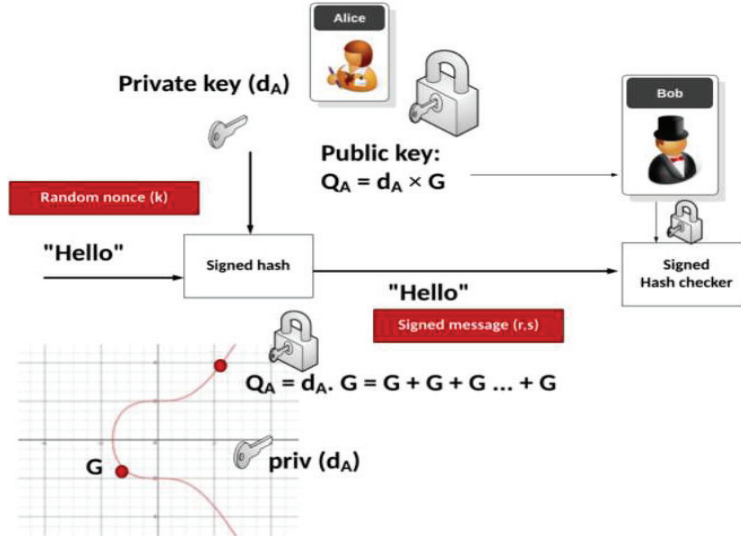 Alice
Private key (dA)
Bob
Public key:
QA = dA × G
Random nonce (k)
"Hello"
Signed hash
Signed
Hash checker
"Hello"
Signed message (r,s)
QA = dA. G = G + G + G ... + G
G
priv (dA)